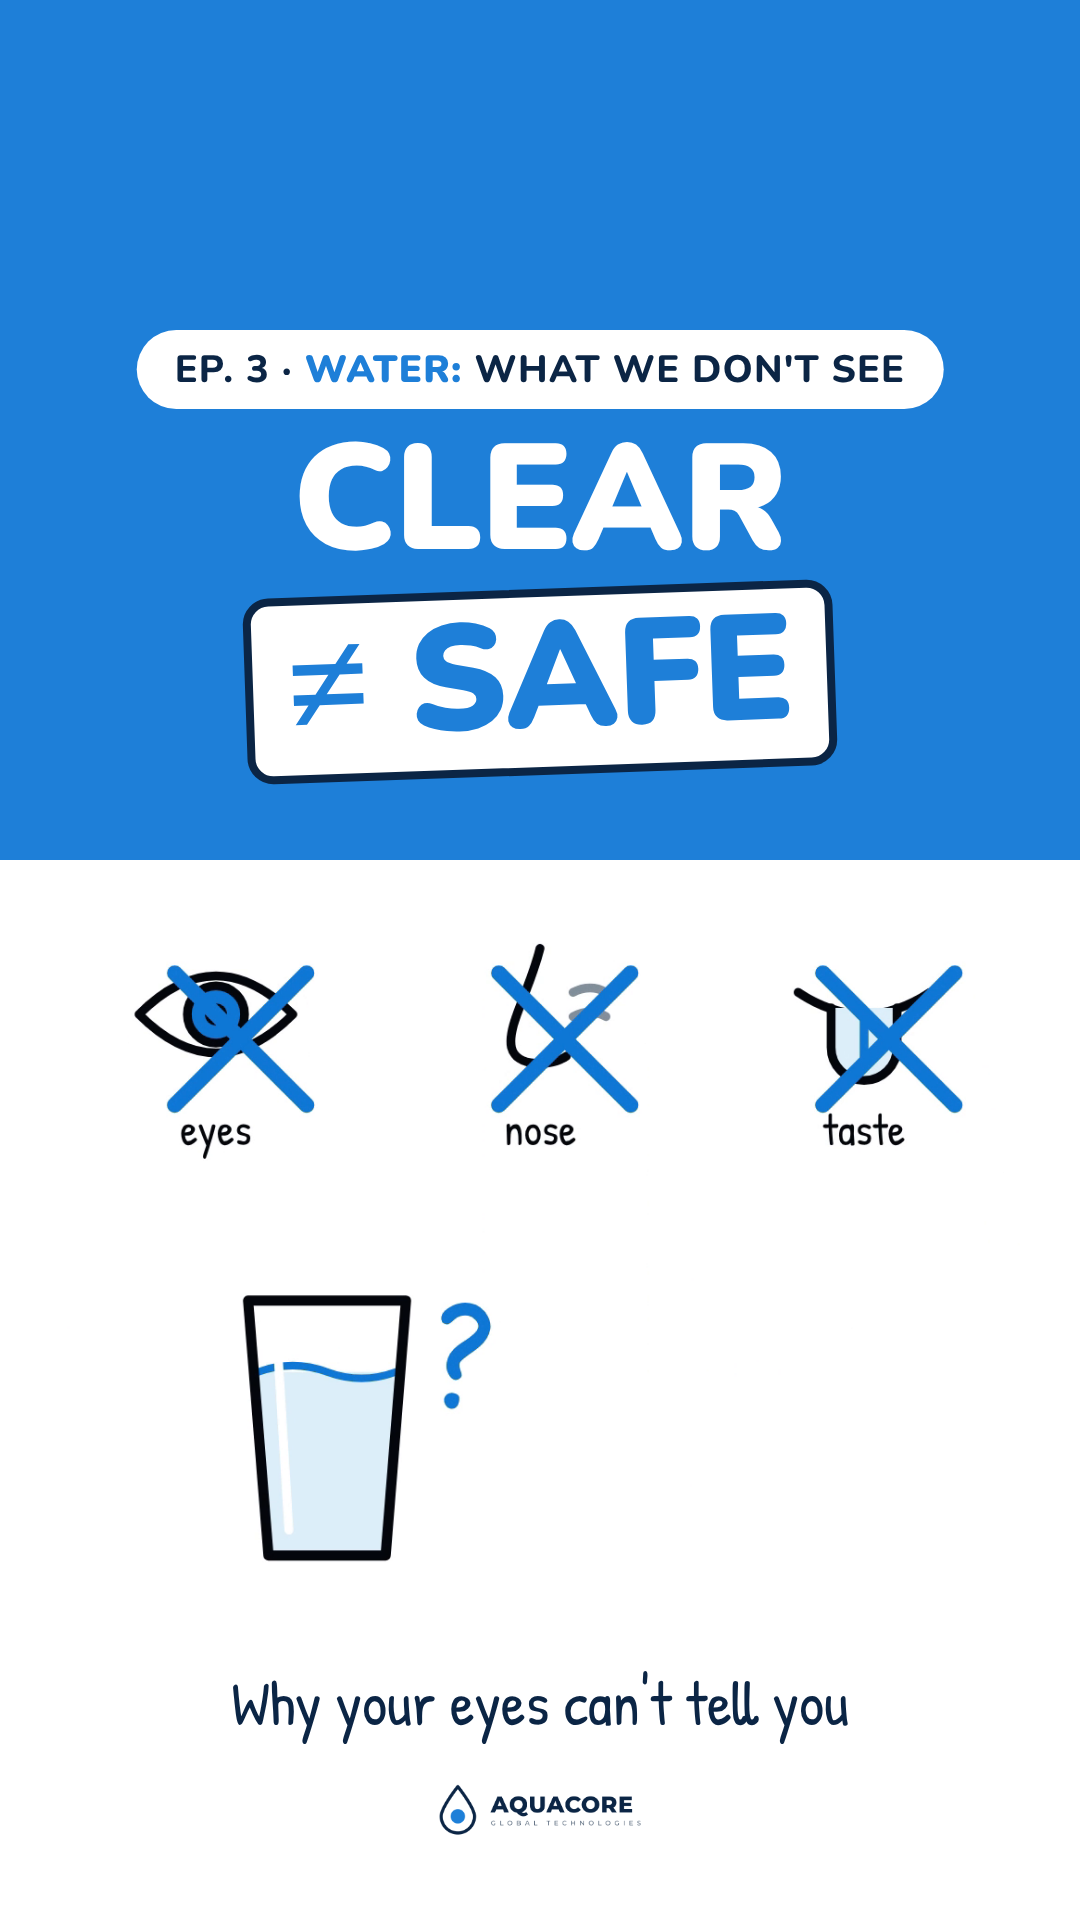 EP. 3 · WATER: WHAT WE DON'T SEE
CLEAR
≠ SAFE
eyes
nose
taste
?
Why your eyes can't tell you
AQUACORE
GLOBAL TECHNOLOGIES